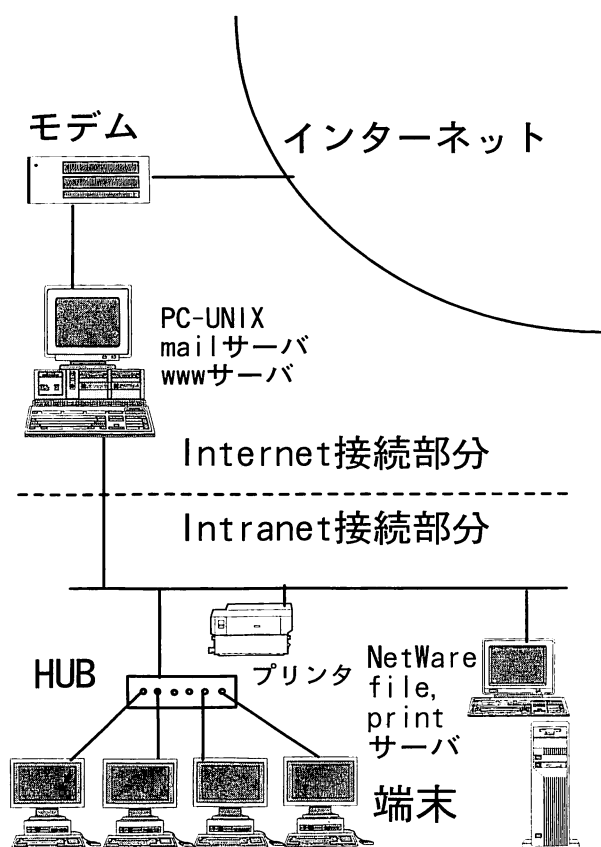 モデム
インターネット
PC-UNIX
mailサーバ
wwwサーバ
Internet接続部分
Intranet接続部分
HUB
プリンタ
NetWare
file,
print
サーバ
端末